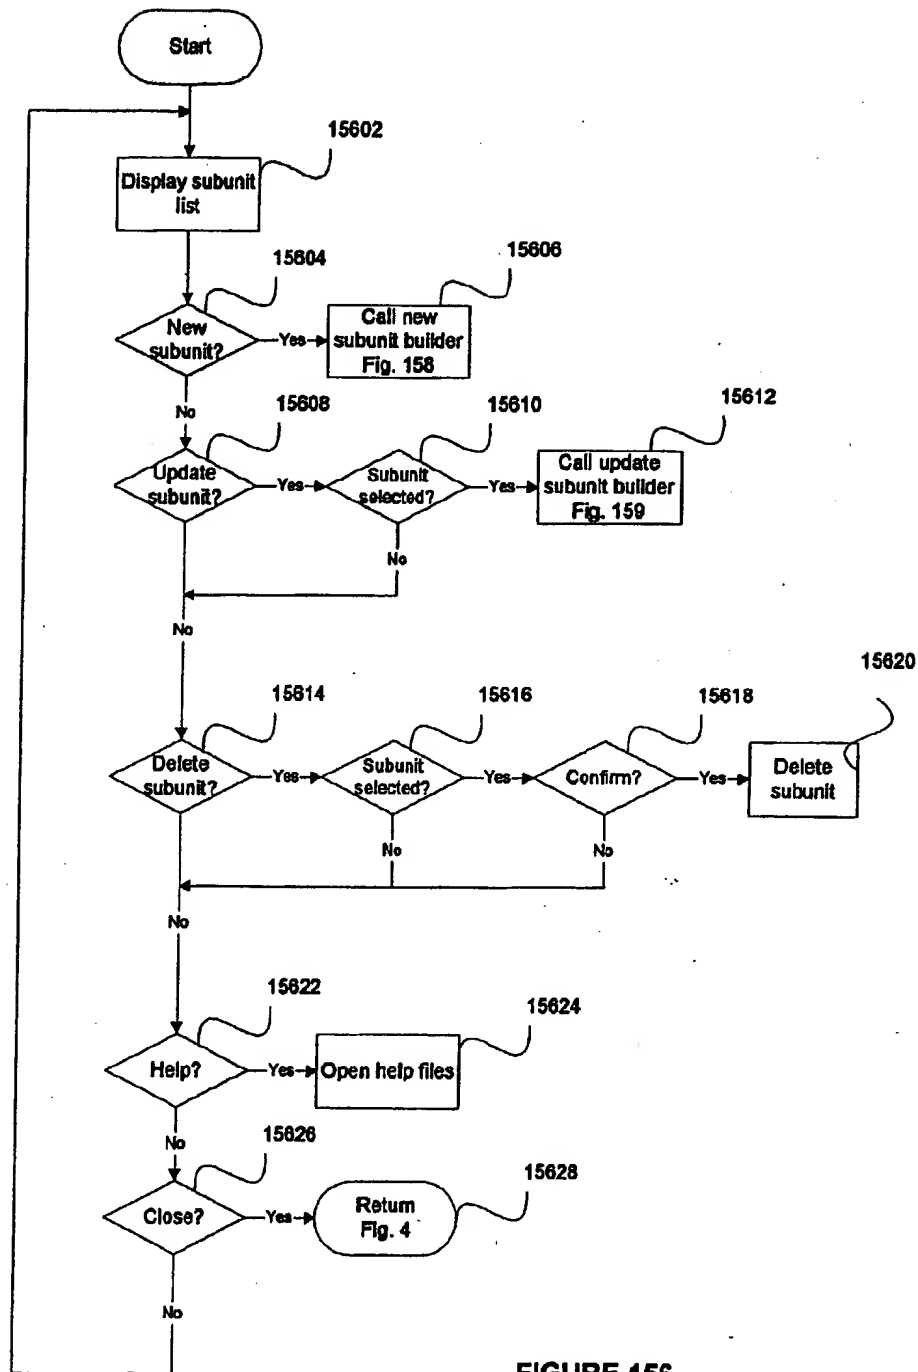 Start
15602
Display subunit
list
15604
15606
New
subunit?
Yes
Call new
subunit builder
Fig. 158
No
15608
15610
15612
Update
subunit?
Yes
Subunit
selected?
Yes
Call update
subunit builder
Fig. 159
No
No
15614
15616
15618
15620
Delete
subunit?
Yes
Subunit
selected?
Yes
Confirm?
Yes
Delete
subunit
No
No
No
15622
15624
Help?
Yes
Open help files
No
15626
15628
Close?
Yes
Return
Fig. 4
No
FIGURE 156